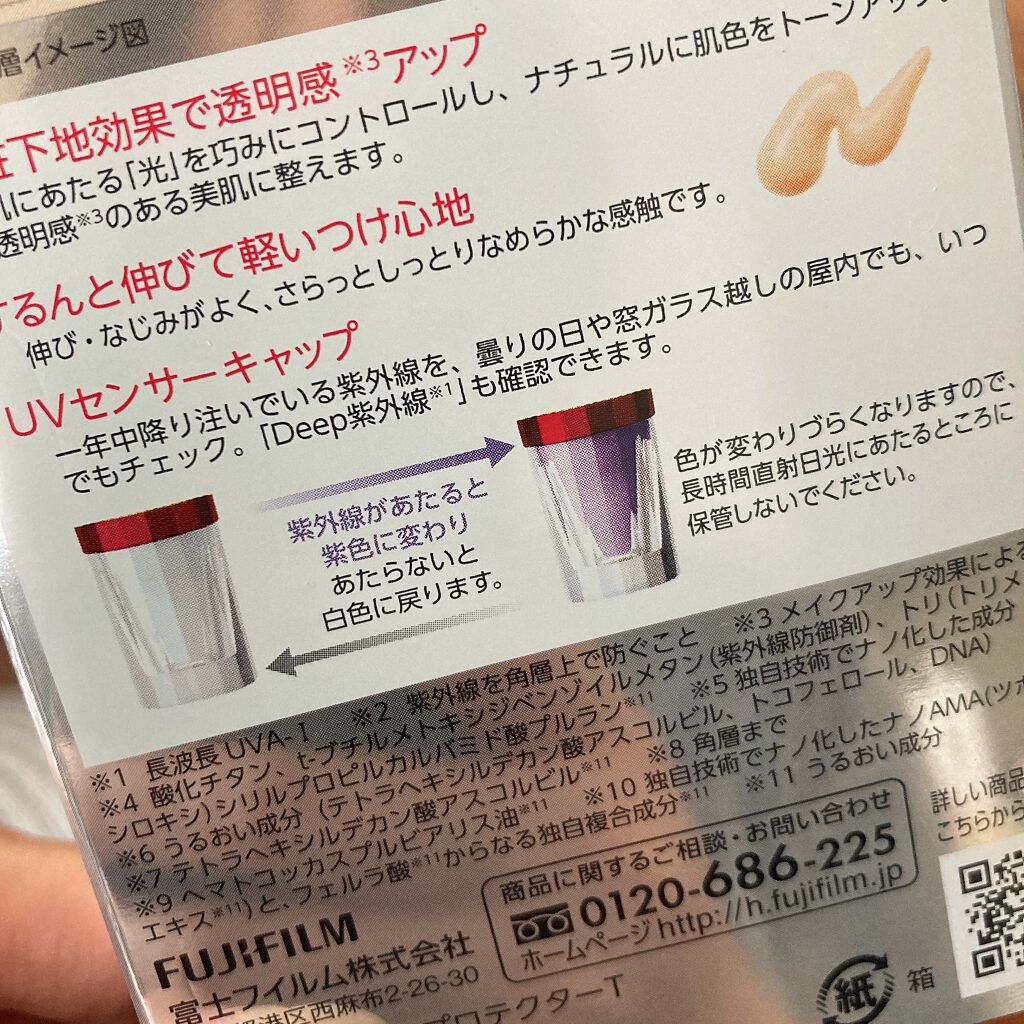 層イメージ図
下地効果で透明感※3アップ
にあたる「光」を巧みにコントロールし、ナチュラルに肌色をトーンアップ。
透明感※3のある美肌に整えます。
するんと伸びて軽いつけ心地
伸び・なじみがよく、さらっとしっとりなめらかな感触です。
UVセンサーキャップ
一年中降り注いでいる紫外線を、曇りの日や窓ガラス越しの屋内でも、いつ
でもチェック。「Deep紫外線※1」も確認できます。
紫外線があたると
紫色に変わり
あたらないと
白色に戻ります。
色が変わりづらくなりますので、
長時間直射日光にあたるところに
保管しないでください。
※1 長波長 UVA-I ※2 紫外線を角層上で防ぐこと ※3 メイクアップ効果による
※4 酸化チタン、t-ブチルメトキシジベンゾイルメタン(紫外線防御剤)、トリ(トリメ
シロキシ)シリルプロピルカルバミド酸プルラン※11 ※5 独自技術でナノ化した成分
※6 うるおい成分 (テトラヘキシルデカン酸アスコルビル、トコフェロール、DNA)
※7 テトラヘキシルデカン酸アスコルビル※11 ※8 角層まで
※9 ヘマトコッカスプルビアリス油※11 ※10 独自技術でナノ化したナノAMA(ツボ
エキス※11)と、フェルラ酸※11からなる独自複合成分※11 ※11 うるおい成分
商品に関するご相談・お問い合わせ
0120-686-225
ホームページ http://h.fujifilm.jp
詳しい商品
こちらから
FUJIFILM
富士フイルム株式会社
港区西麻布2-26-30
プロテクターT
紙
箱